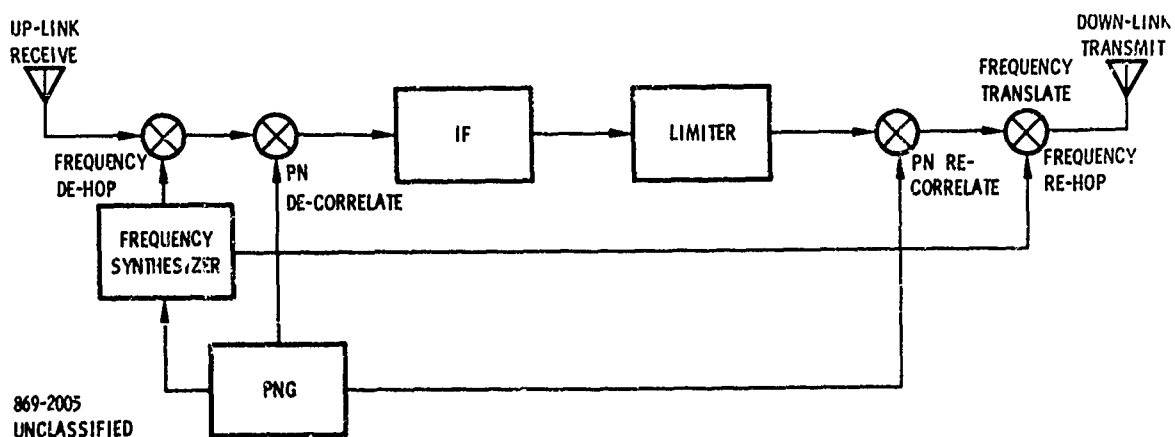 UP-LINK
RECEIVE
DOWN-LINK
TRANSMIT
FREQUENCY
TRANSLATE
IF
LIMITER
FREQUENCY
DE-HOP
PN
DE-CORRELATE
PN RE-
CORRELATE
FREQUENCY
RE-HOP
FREQUENCY
SYNTHESIZER
PNG
869-2005
UNCLASSIFIED